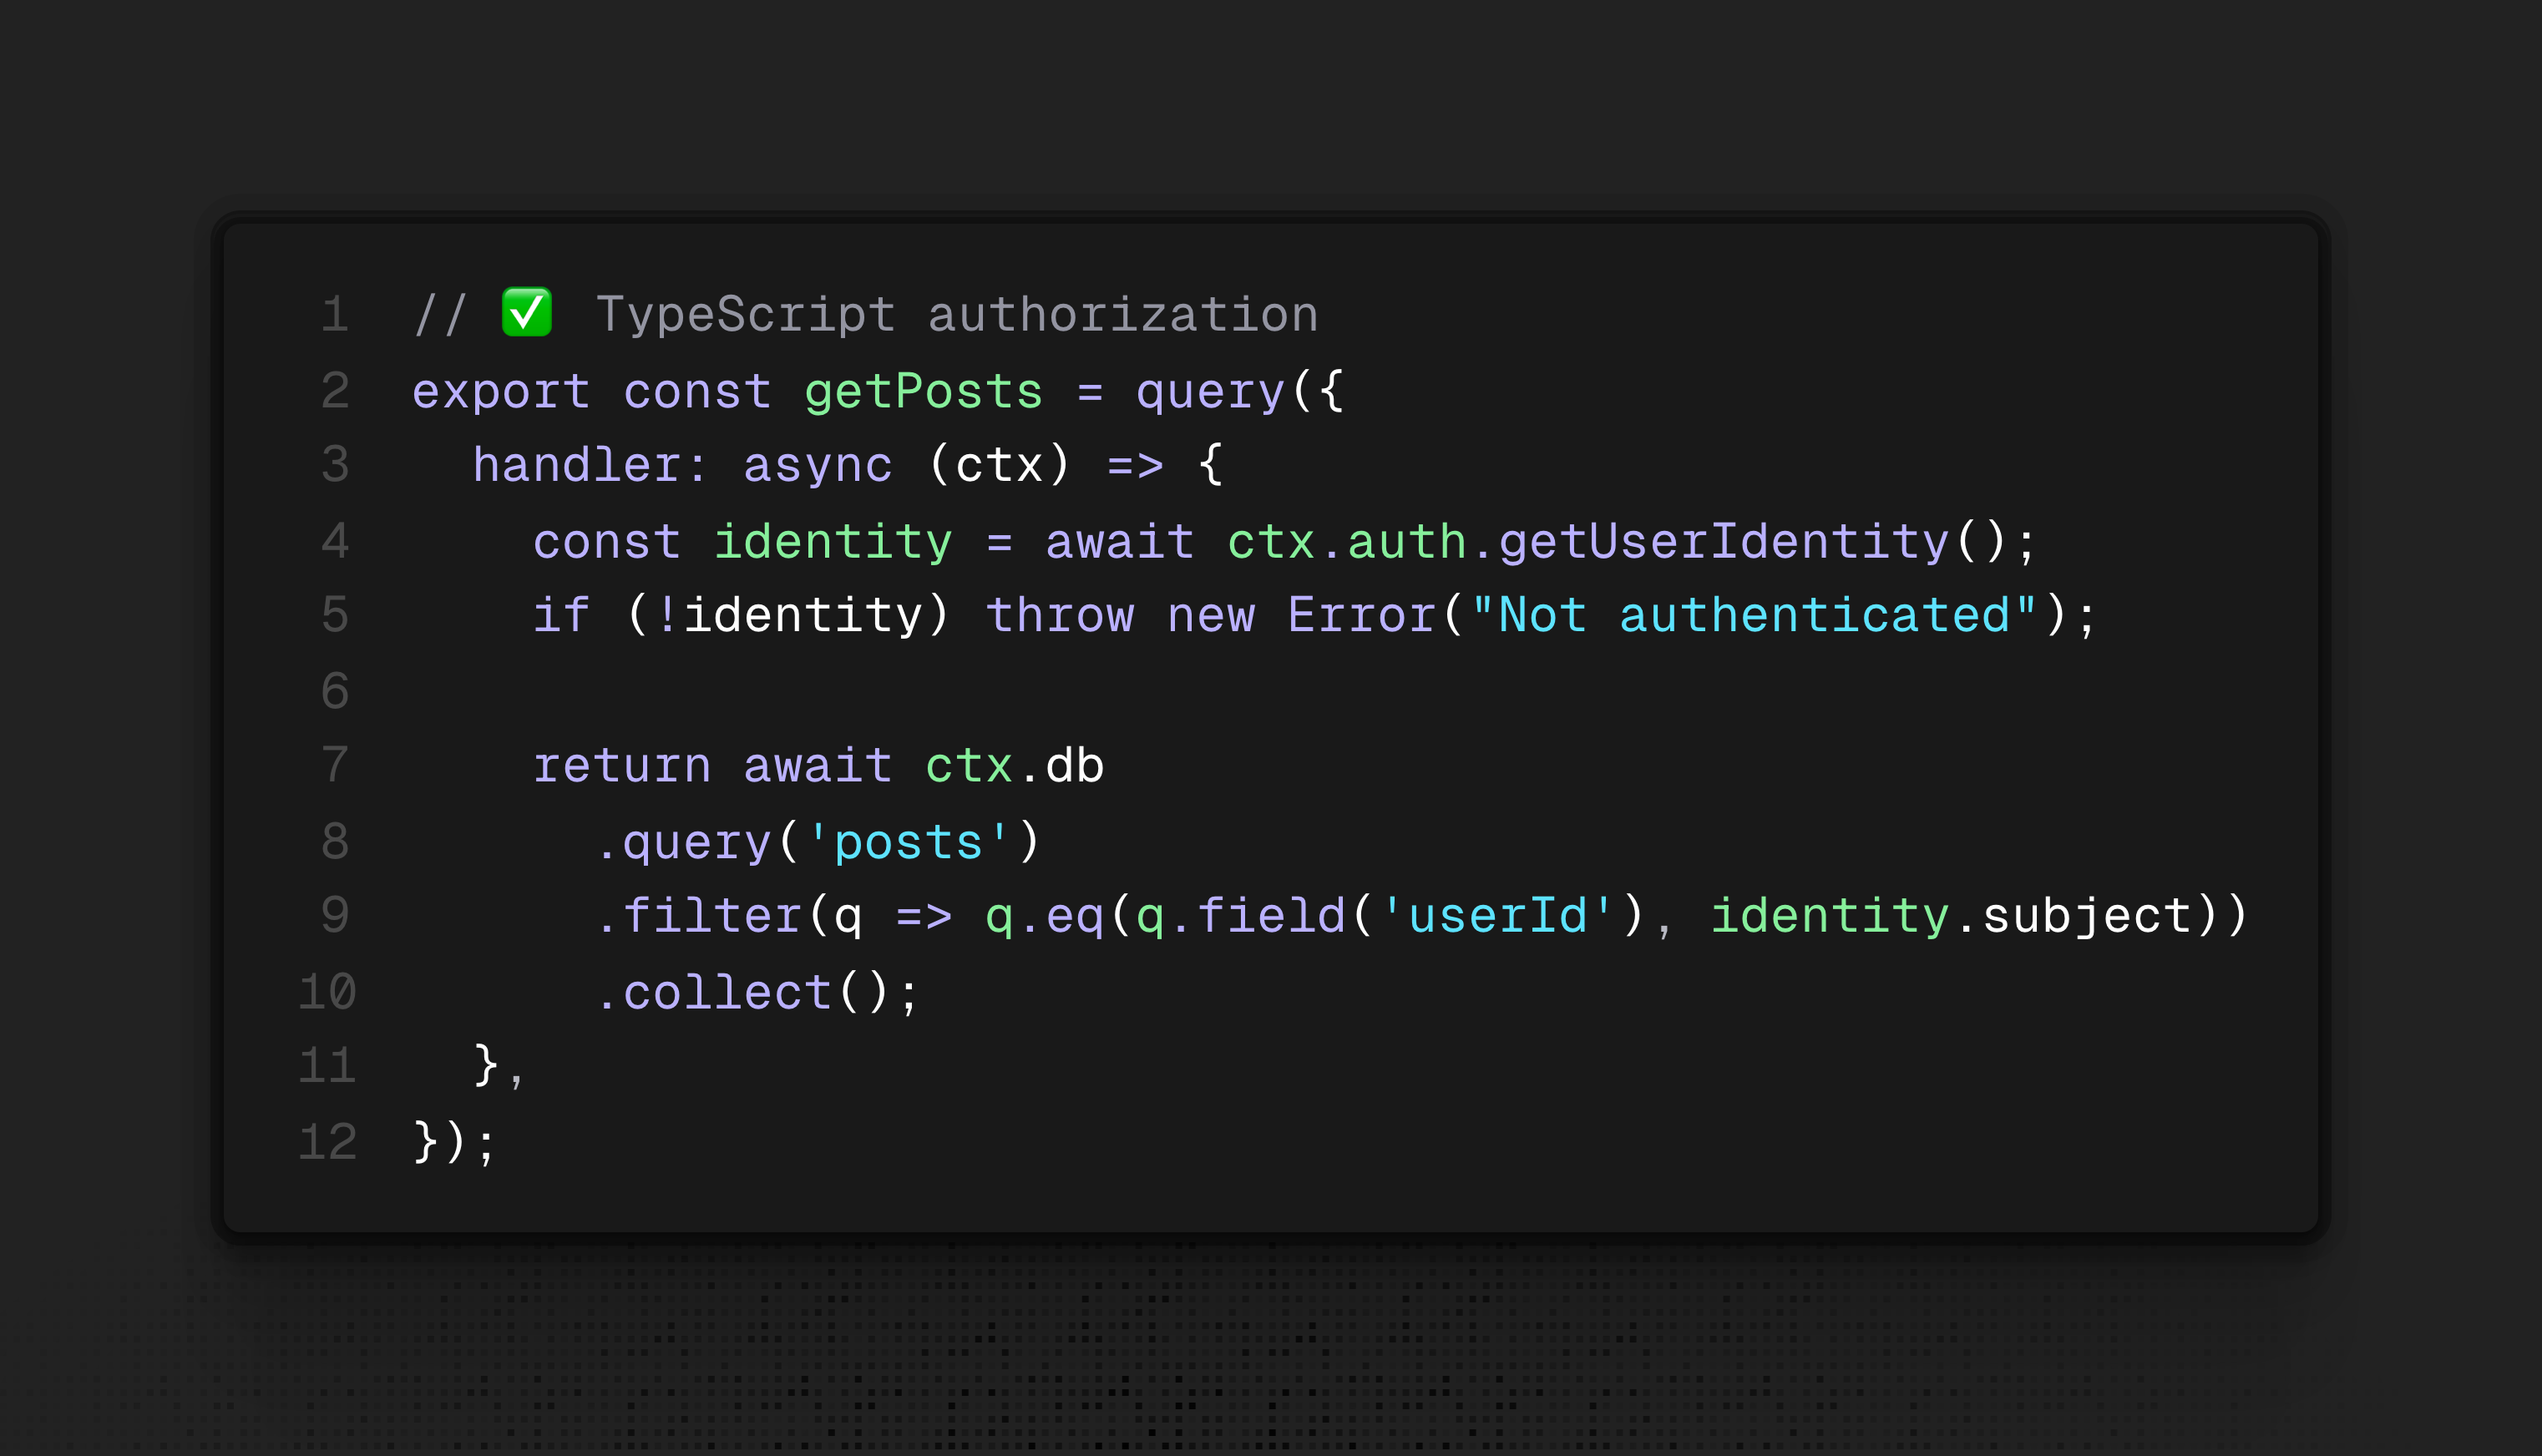 1 // ✅ TypeScript authorization
2 export const getPosts = query({
3   handler: async (ctx) => {
4     const identity = await ctx.auth.getUserIdentity();
5     if (!identity) throw new Error("Not authenticated");
6
7     return await ctx.db
8       .query('posts')
9       .filter(q => q.eq(q.field('userId'), identity.subject))
10       .collect();
11   },
12 });